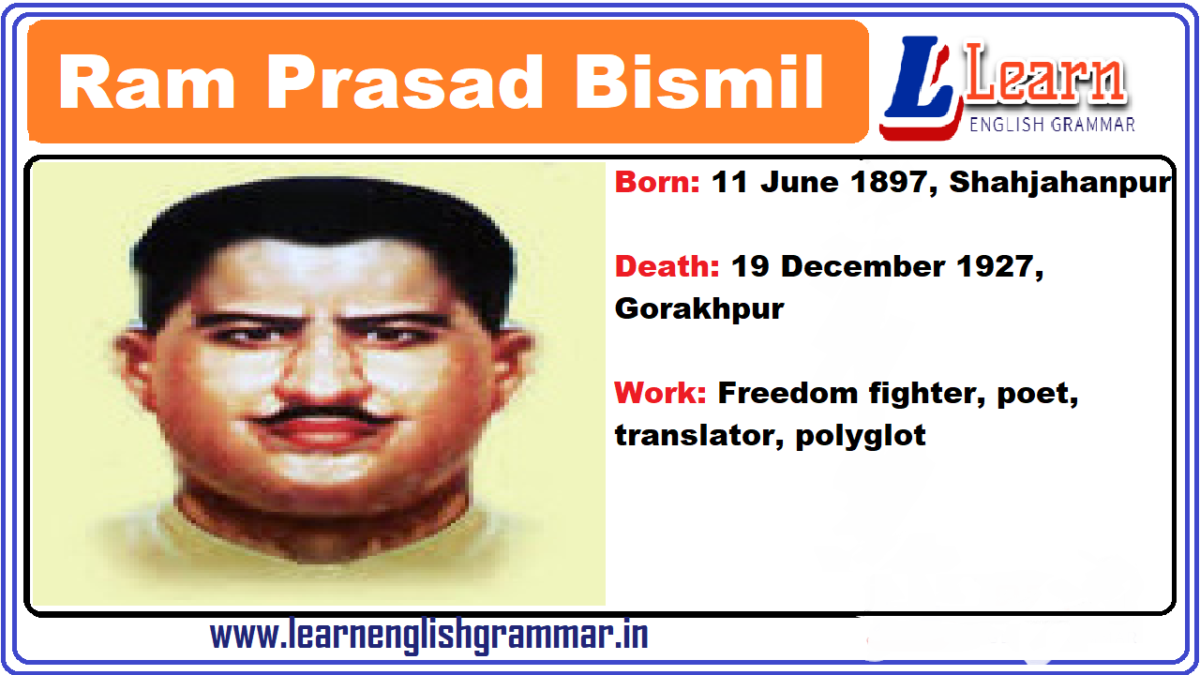 Ram Prasad Bismil
Learn
ENGLISH GRAMMAR
Born: 11 June 1897, Shahjahanpur
Death: 19 December 1927,
Gorakhpur
Work: Freedom fighter, poet,
translator, polyglot
www.learnenglishgrammar.in